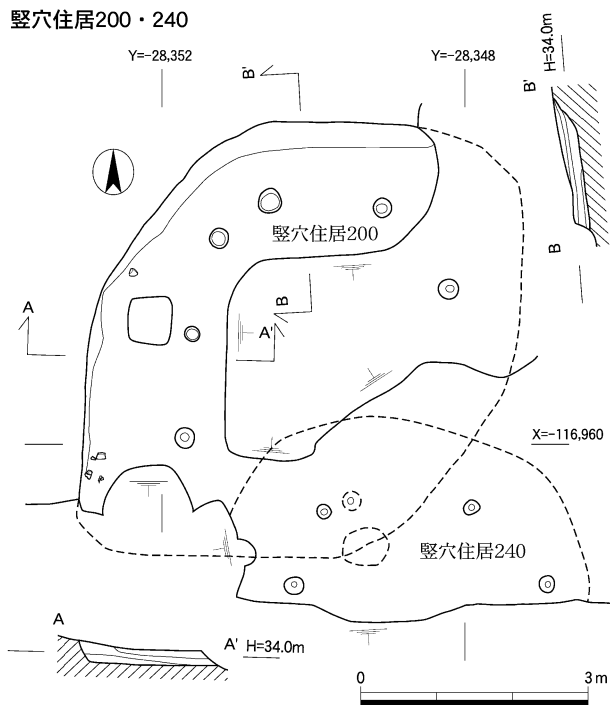 竪穴住居200・240
Y=-28,352
Y=-28,348
B'
B'
H=34.0m
竪穴住居200
B
B
A
A'
X=-116,960
竪穴住居240
A
A'
H=34.0m
0
3m